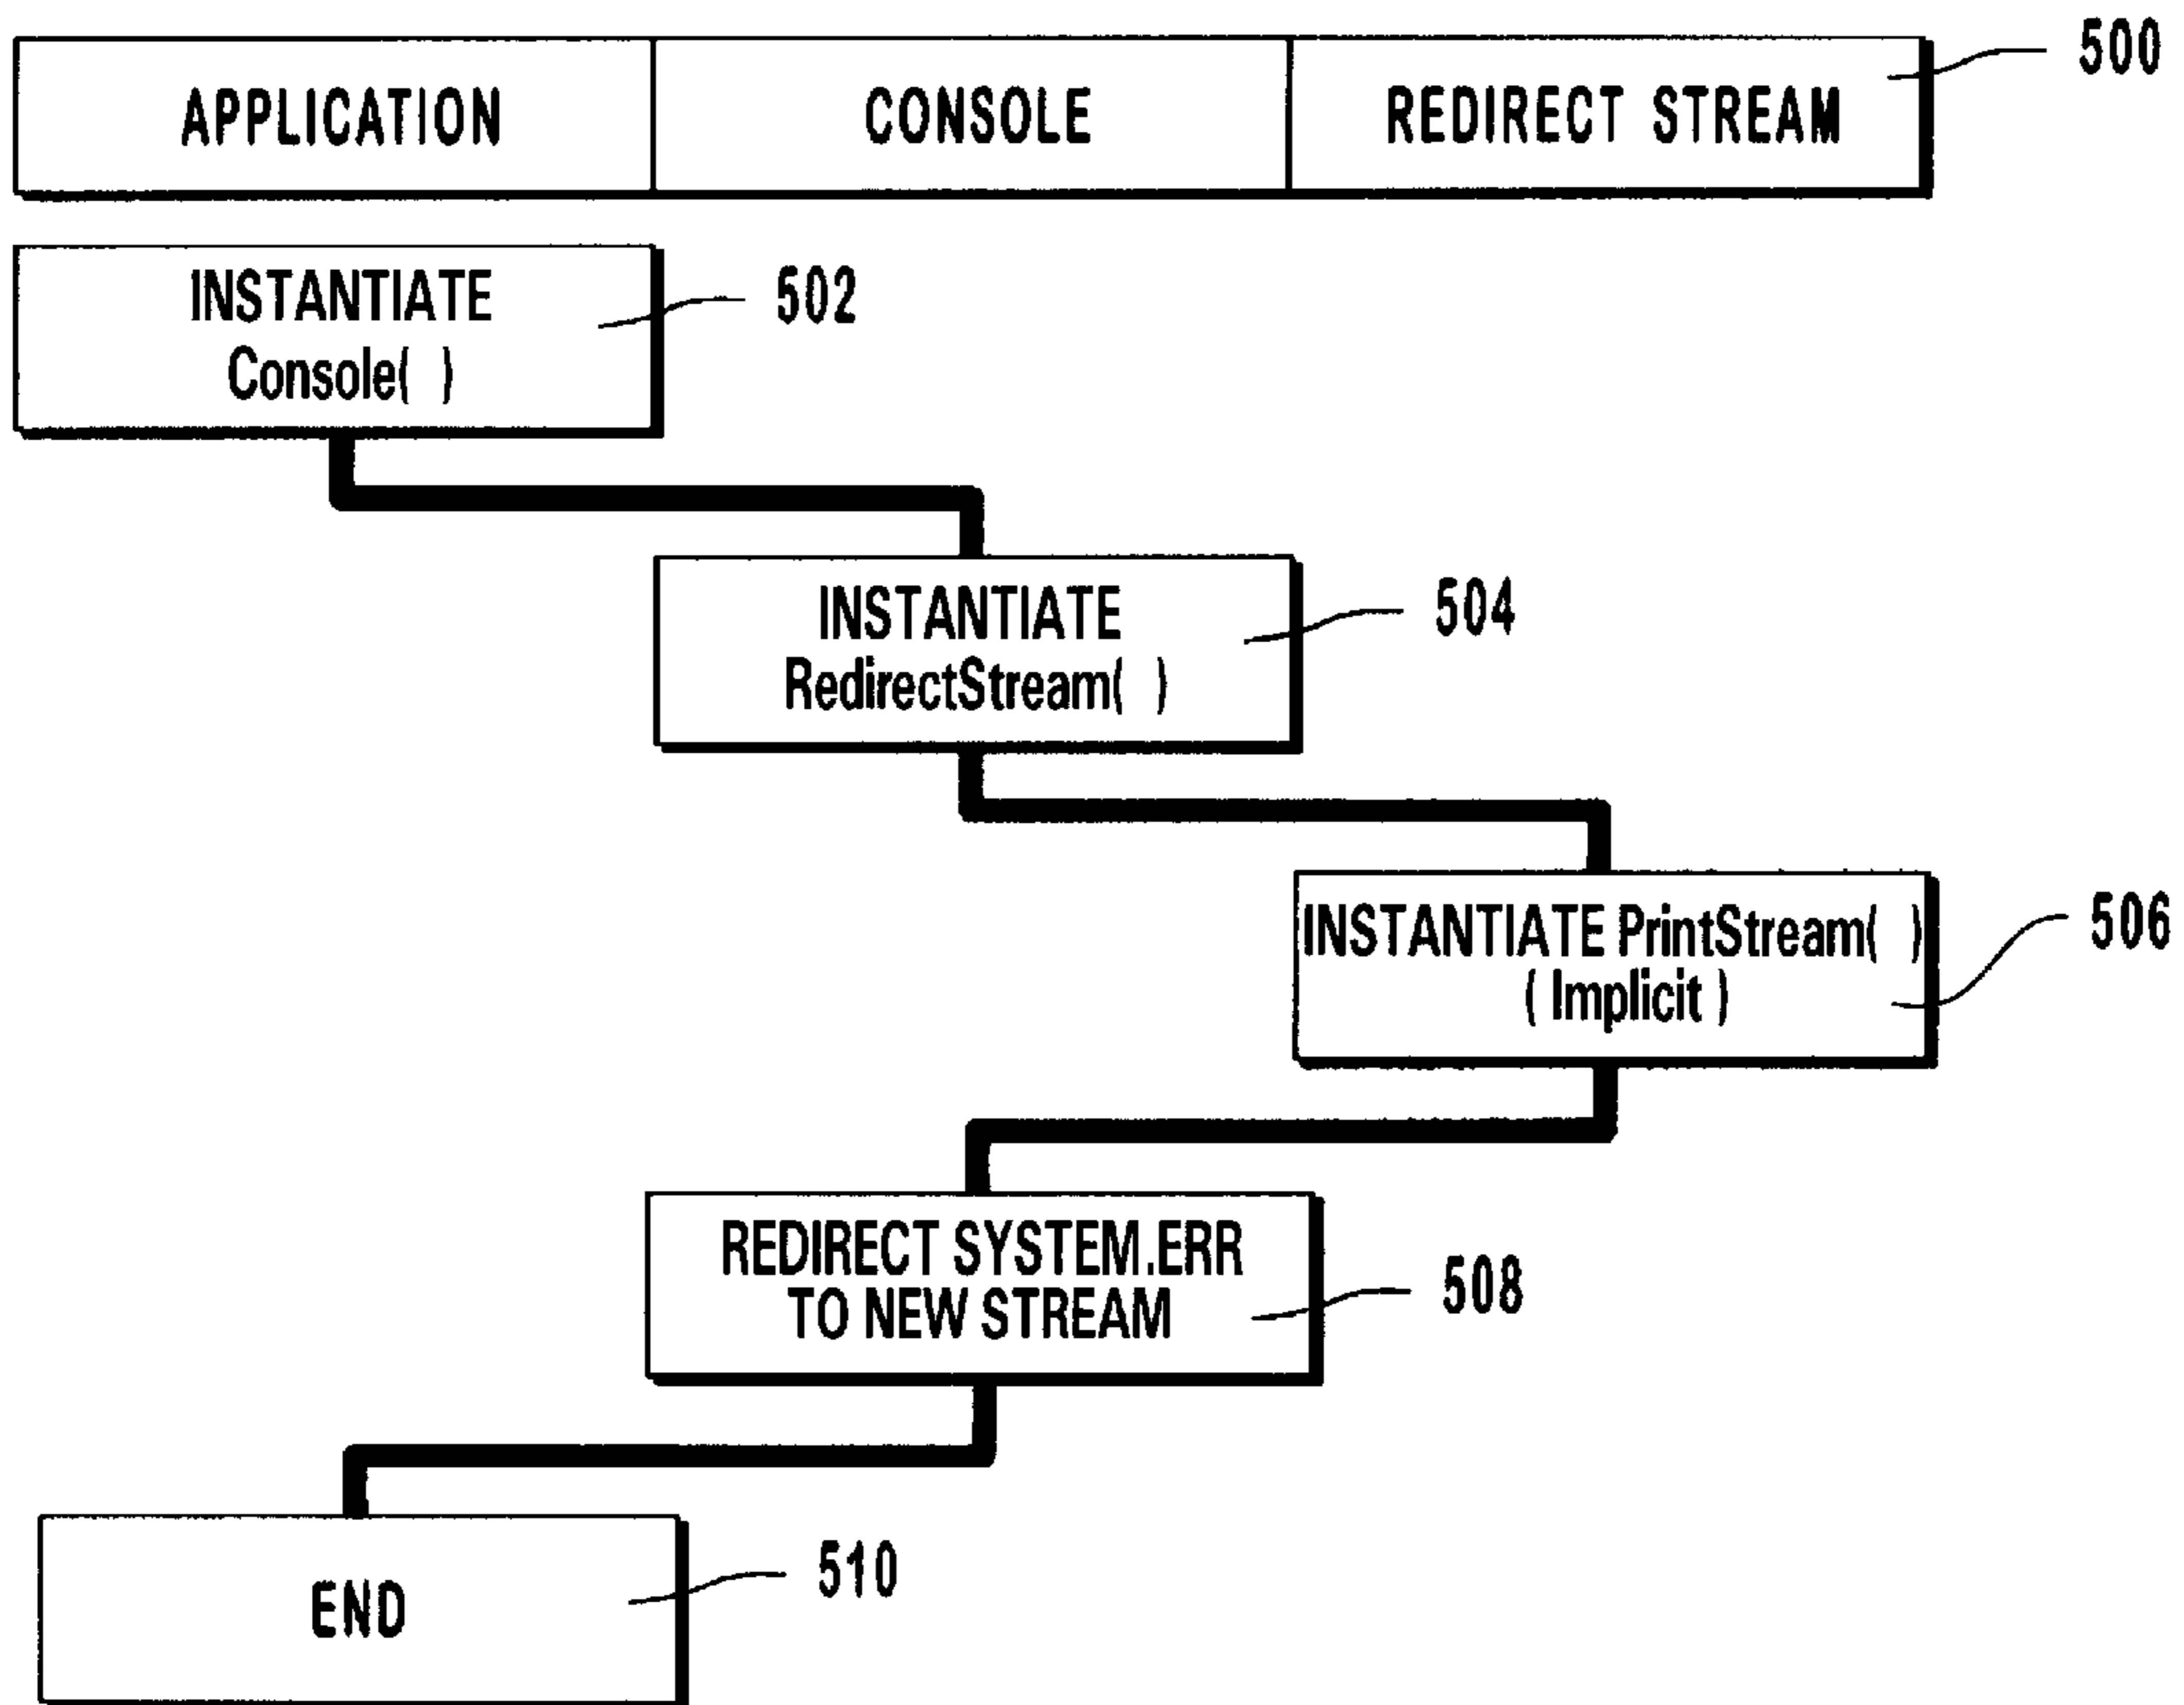 500
APPLICATION CONSOLE REDIRECT STREAM
INSTANTIATE
Console( )
502
INSTANTIATE
RedirectStream( )
504
INSTANTIATE PrintStream( )
( Implicit )
506
REDIRECT SYSTEM.ERR
TO NEW STREAM
508
END
510